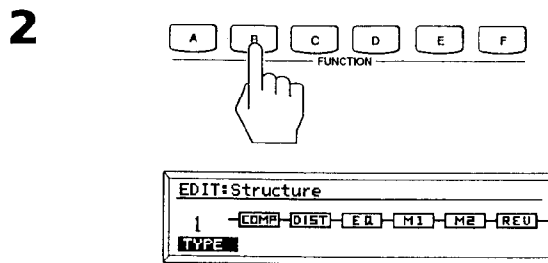 2
A B C D E F
FUNCTION
EDIT:Structure
1 COMP DIST EQ M1 M2 REV
TYPE